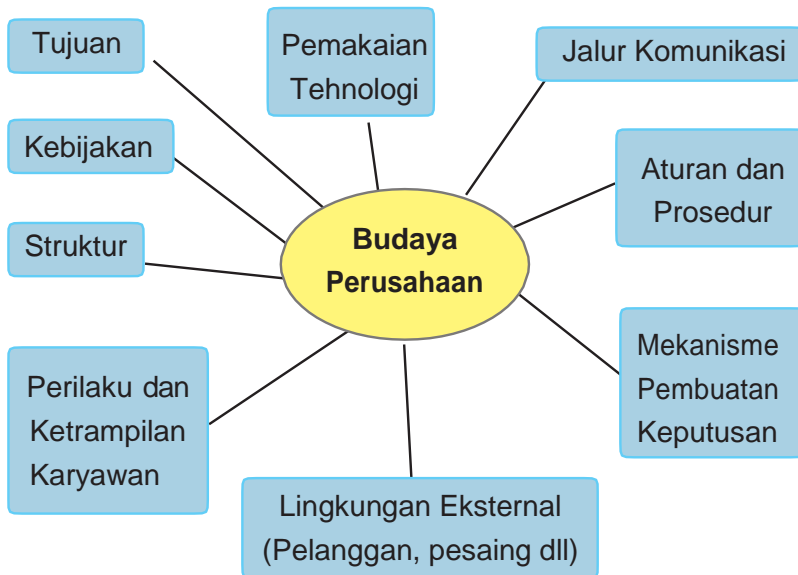 Tujuan
Pemakaian
Tehnologi
Jalur Komunikasi
Kebijakan
Aturan dan
Prosedur
Struktur
Budaya
Perusahaan
Mekanisme
Pembuatan
Keputusan
Perilaku dan
Ketrampilan
Karyawan
Lingkungan Eksternal
(Pelanggan, pesaing dll)